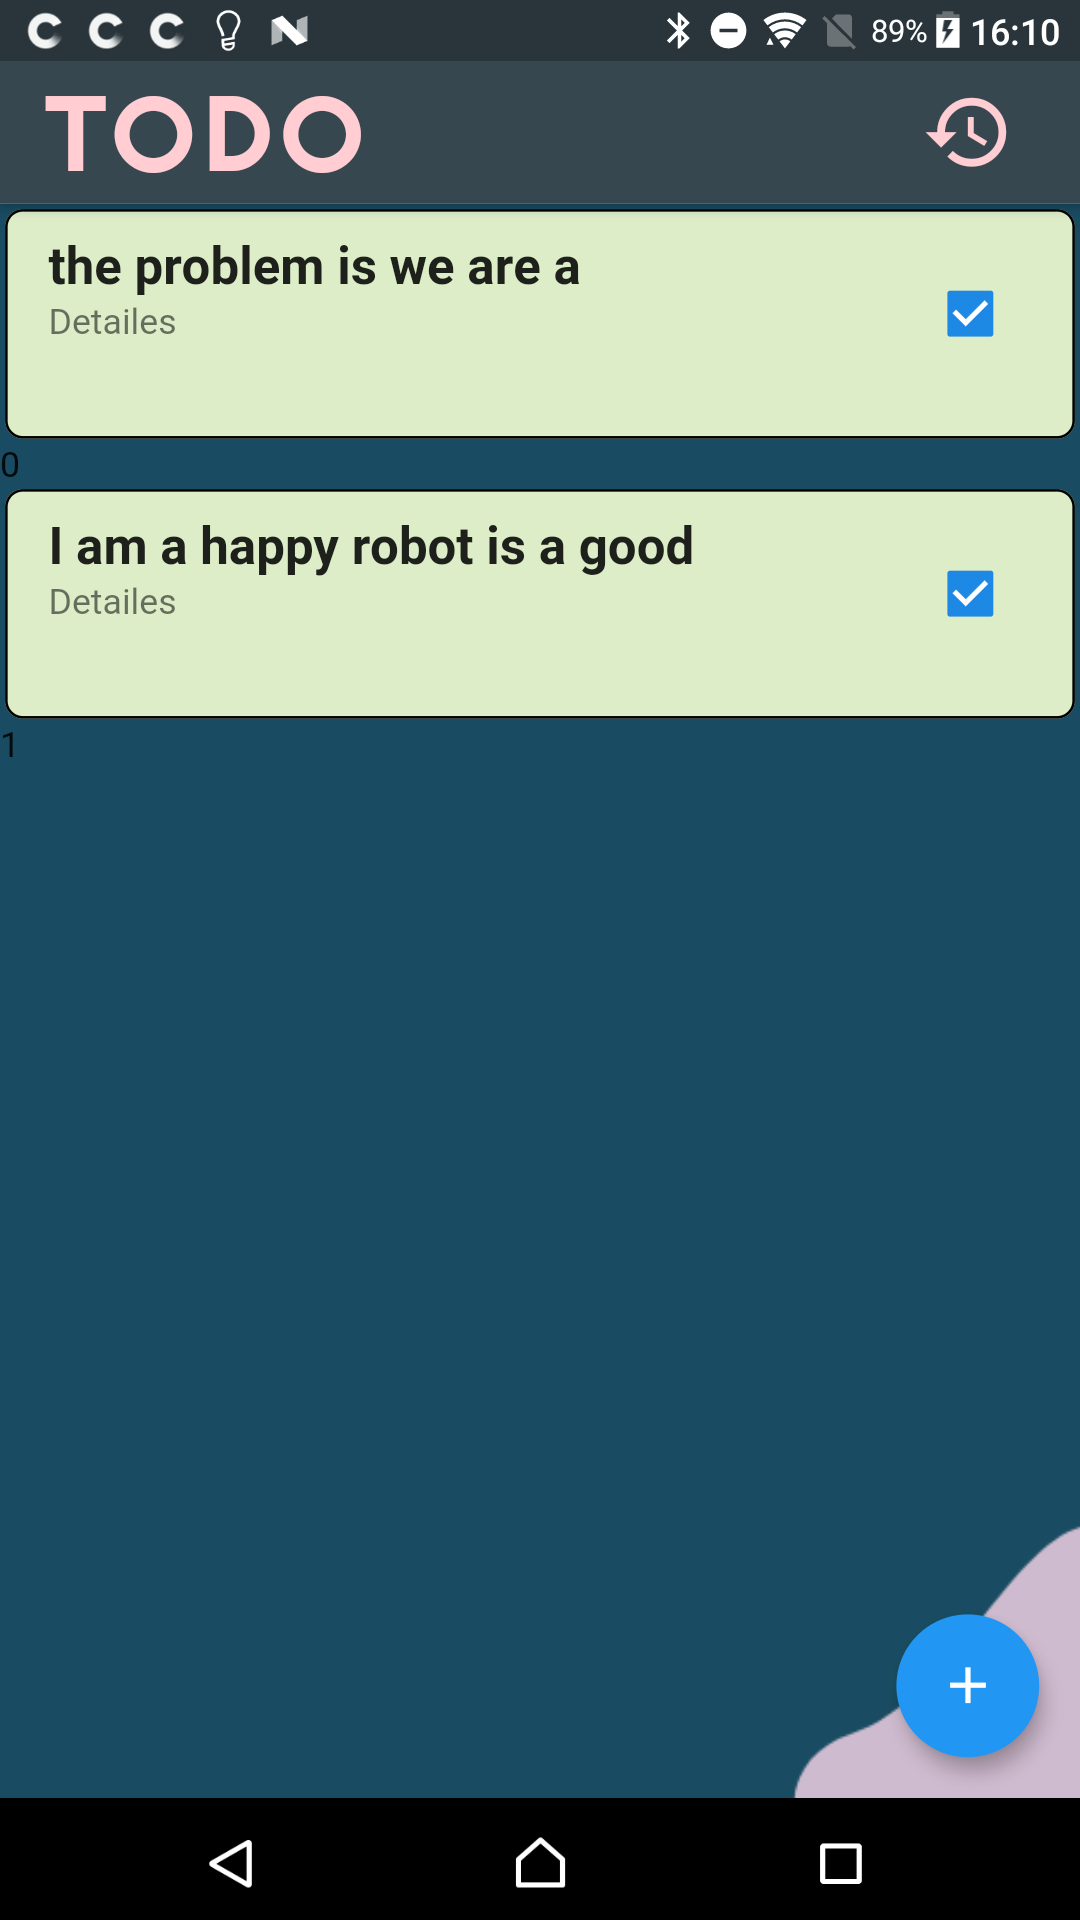 89% 16:10
TODO
the problem is we are a
Detailes
0
I am a happy robot is a good
Detailes
1